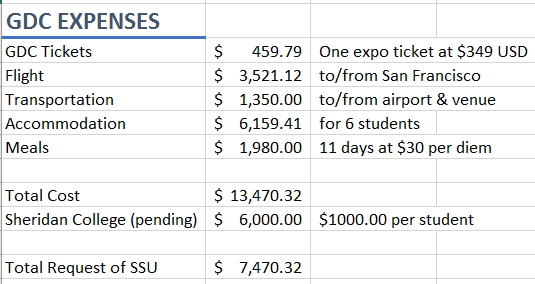 GDC EXPENSES
GDC Tickets $ 459.79 One expo ticket at $349 USD
Flight $ 3,521.12 to/from San Francisco
Transportation $ 1,350.00 to/from airport & venue
Accommodation $ 6,159.41 for 6 students
Meals $ 1,980.00 11 days at $30 per diem
Total Cost $ 13,470.32
Sheridan College (pending) $ 6,000.00 $1000.00 per student
Total Request of SSU $ 7,470.32